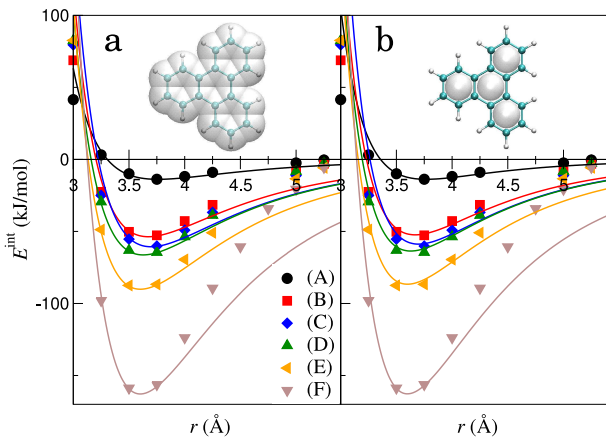 100
0
-100
E^int (kJ/mol)
a
b
3 3.5 4 4.5 5
3 3.5 4 4.5 5
(A)
(B)
(C)
(D)
(E)
(F)
r (Å)
r (Å)